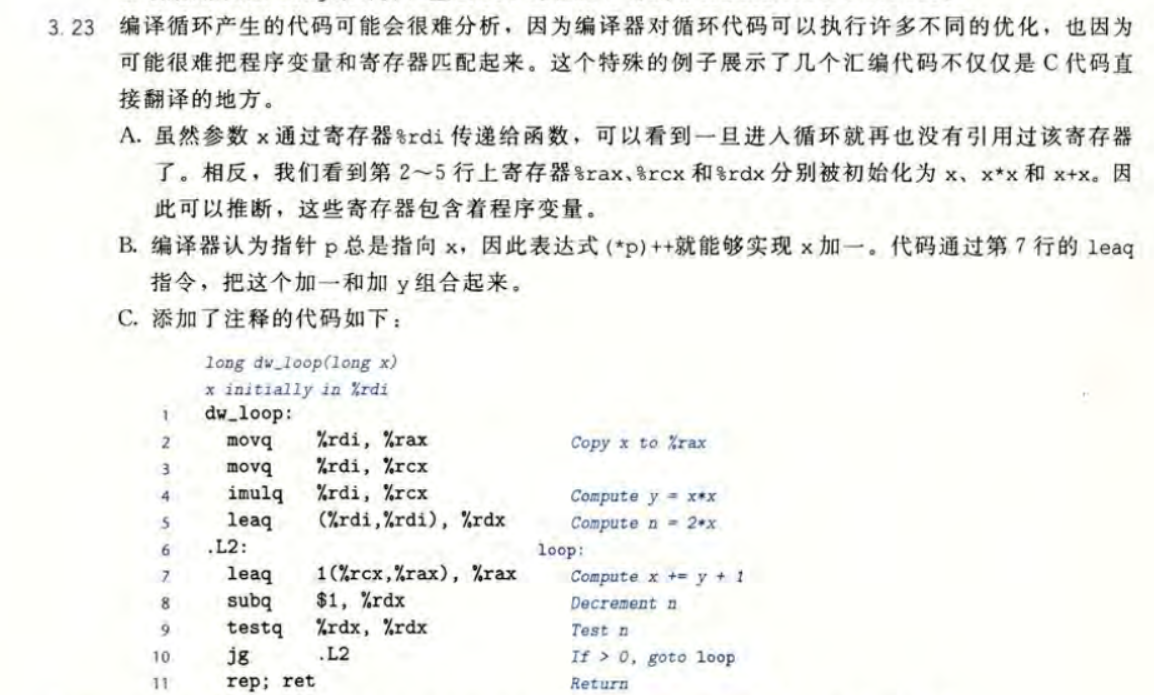 3.23 编译循环产生的代码可能会很难分析，因为编译器对循环代码可以执行许多不同的优化，也因为
可能很难把程序变量和寄存器匹配起来。这个特殊的例子展示了几个汇编代码不仅仅是 C 代码直
接翻译的地方。
A. 虽然参数 x 通过寄存器%rdi 传递给函数，可以看到一旦进入循环就再也没有引用过该寄存器
了。相反，我们看到第 2～5 行上寄存器%rax、%rcx 和%rdx 分别被初始化为 x、x*x 和 x+x。因
此可以推断，这些寄存器包含着程序变量。
B. 编译器认为指针 p 总是指向 x，因此表达式 (*p)++就能够实现 x 加一。代码通过第 7 行的 leaq
指令，把这个加一和加 y 组合起来。
C. 添加了注释的代码如下：
long dw_loop(long x)
x initially in %rdi
1 dw_loop:
2 movq %rdi, %rax Copy x to %rax
3 movq %rdi, %rcx
4 imulq %rdi, %rcx Compute y = x*x
5 leaq (%rdi,%rdi), %rdx Compute n = 2*x
6 .L2: loop:
7 leaq 1(%rcx,%rax), %rax Compute x += y + 1
8 subq $1, %rdx Decrement n
9 testq %rdx, %rdx Test n
10 jg .L2 If > 0, goto loop
11 rep; ret Return